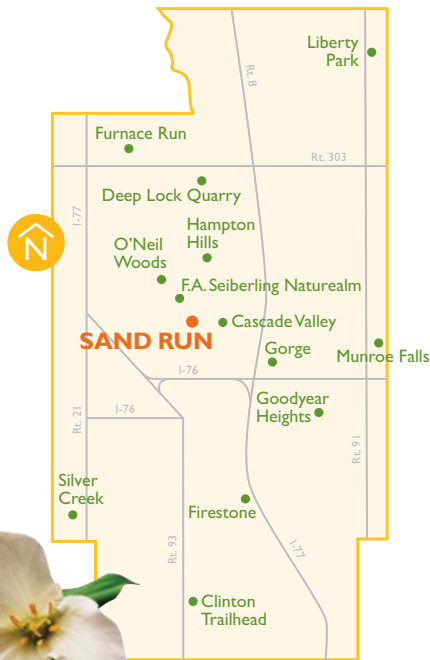 Liberty
Park
Rt. 8
Furnace Run
Rt. 303
Deep Lock Quarry
I-77
Hampton
Hills
N
O'Neil
Woods
F.A. Seiberling Naturealm
Cascade Valley
SAND RUN
Gorge
Munroe Falls
I-76
Goodyear
Heights
I-76
Rt. 21
Rt. 91
Silver
Creek
Firestone
Rt. 93
I-77
Clinton
Trailhead